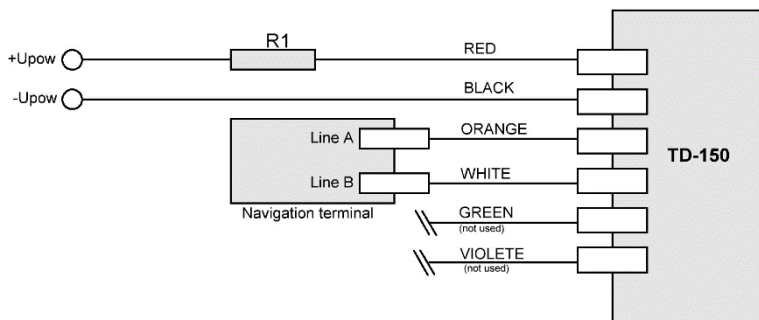 R1
RED
+Upow
BLACK
-Upow
Line A
ORANGE
TD-150
Line B
WHITE
Navigation terminal
GREEN
(not used)
VIOLETE
(not used)